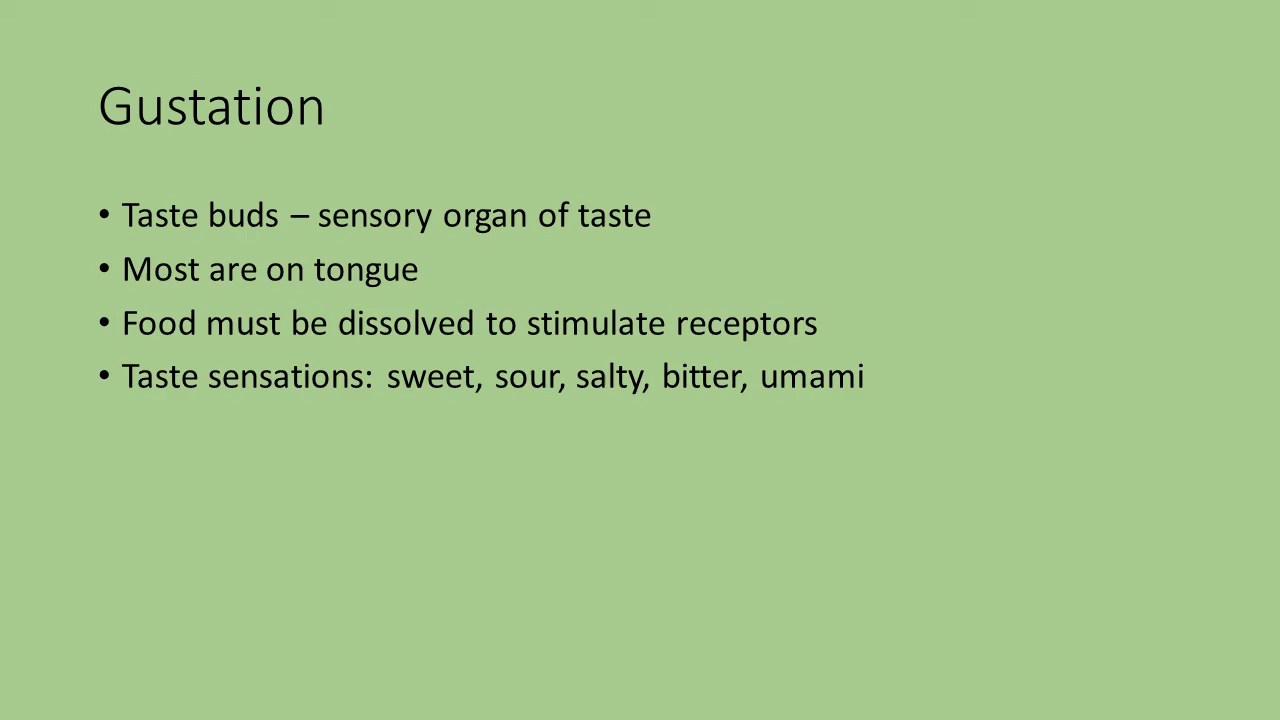 Gustation
• Taste buds – sensory organ of taste
• Most are on tongue
• Food must be dissolved to stimulate receptors
• Taste sensations: sweet, sour, salty, bitter, umami